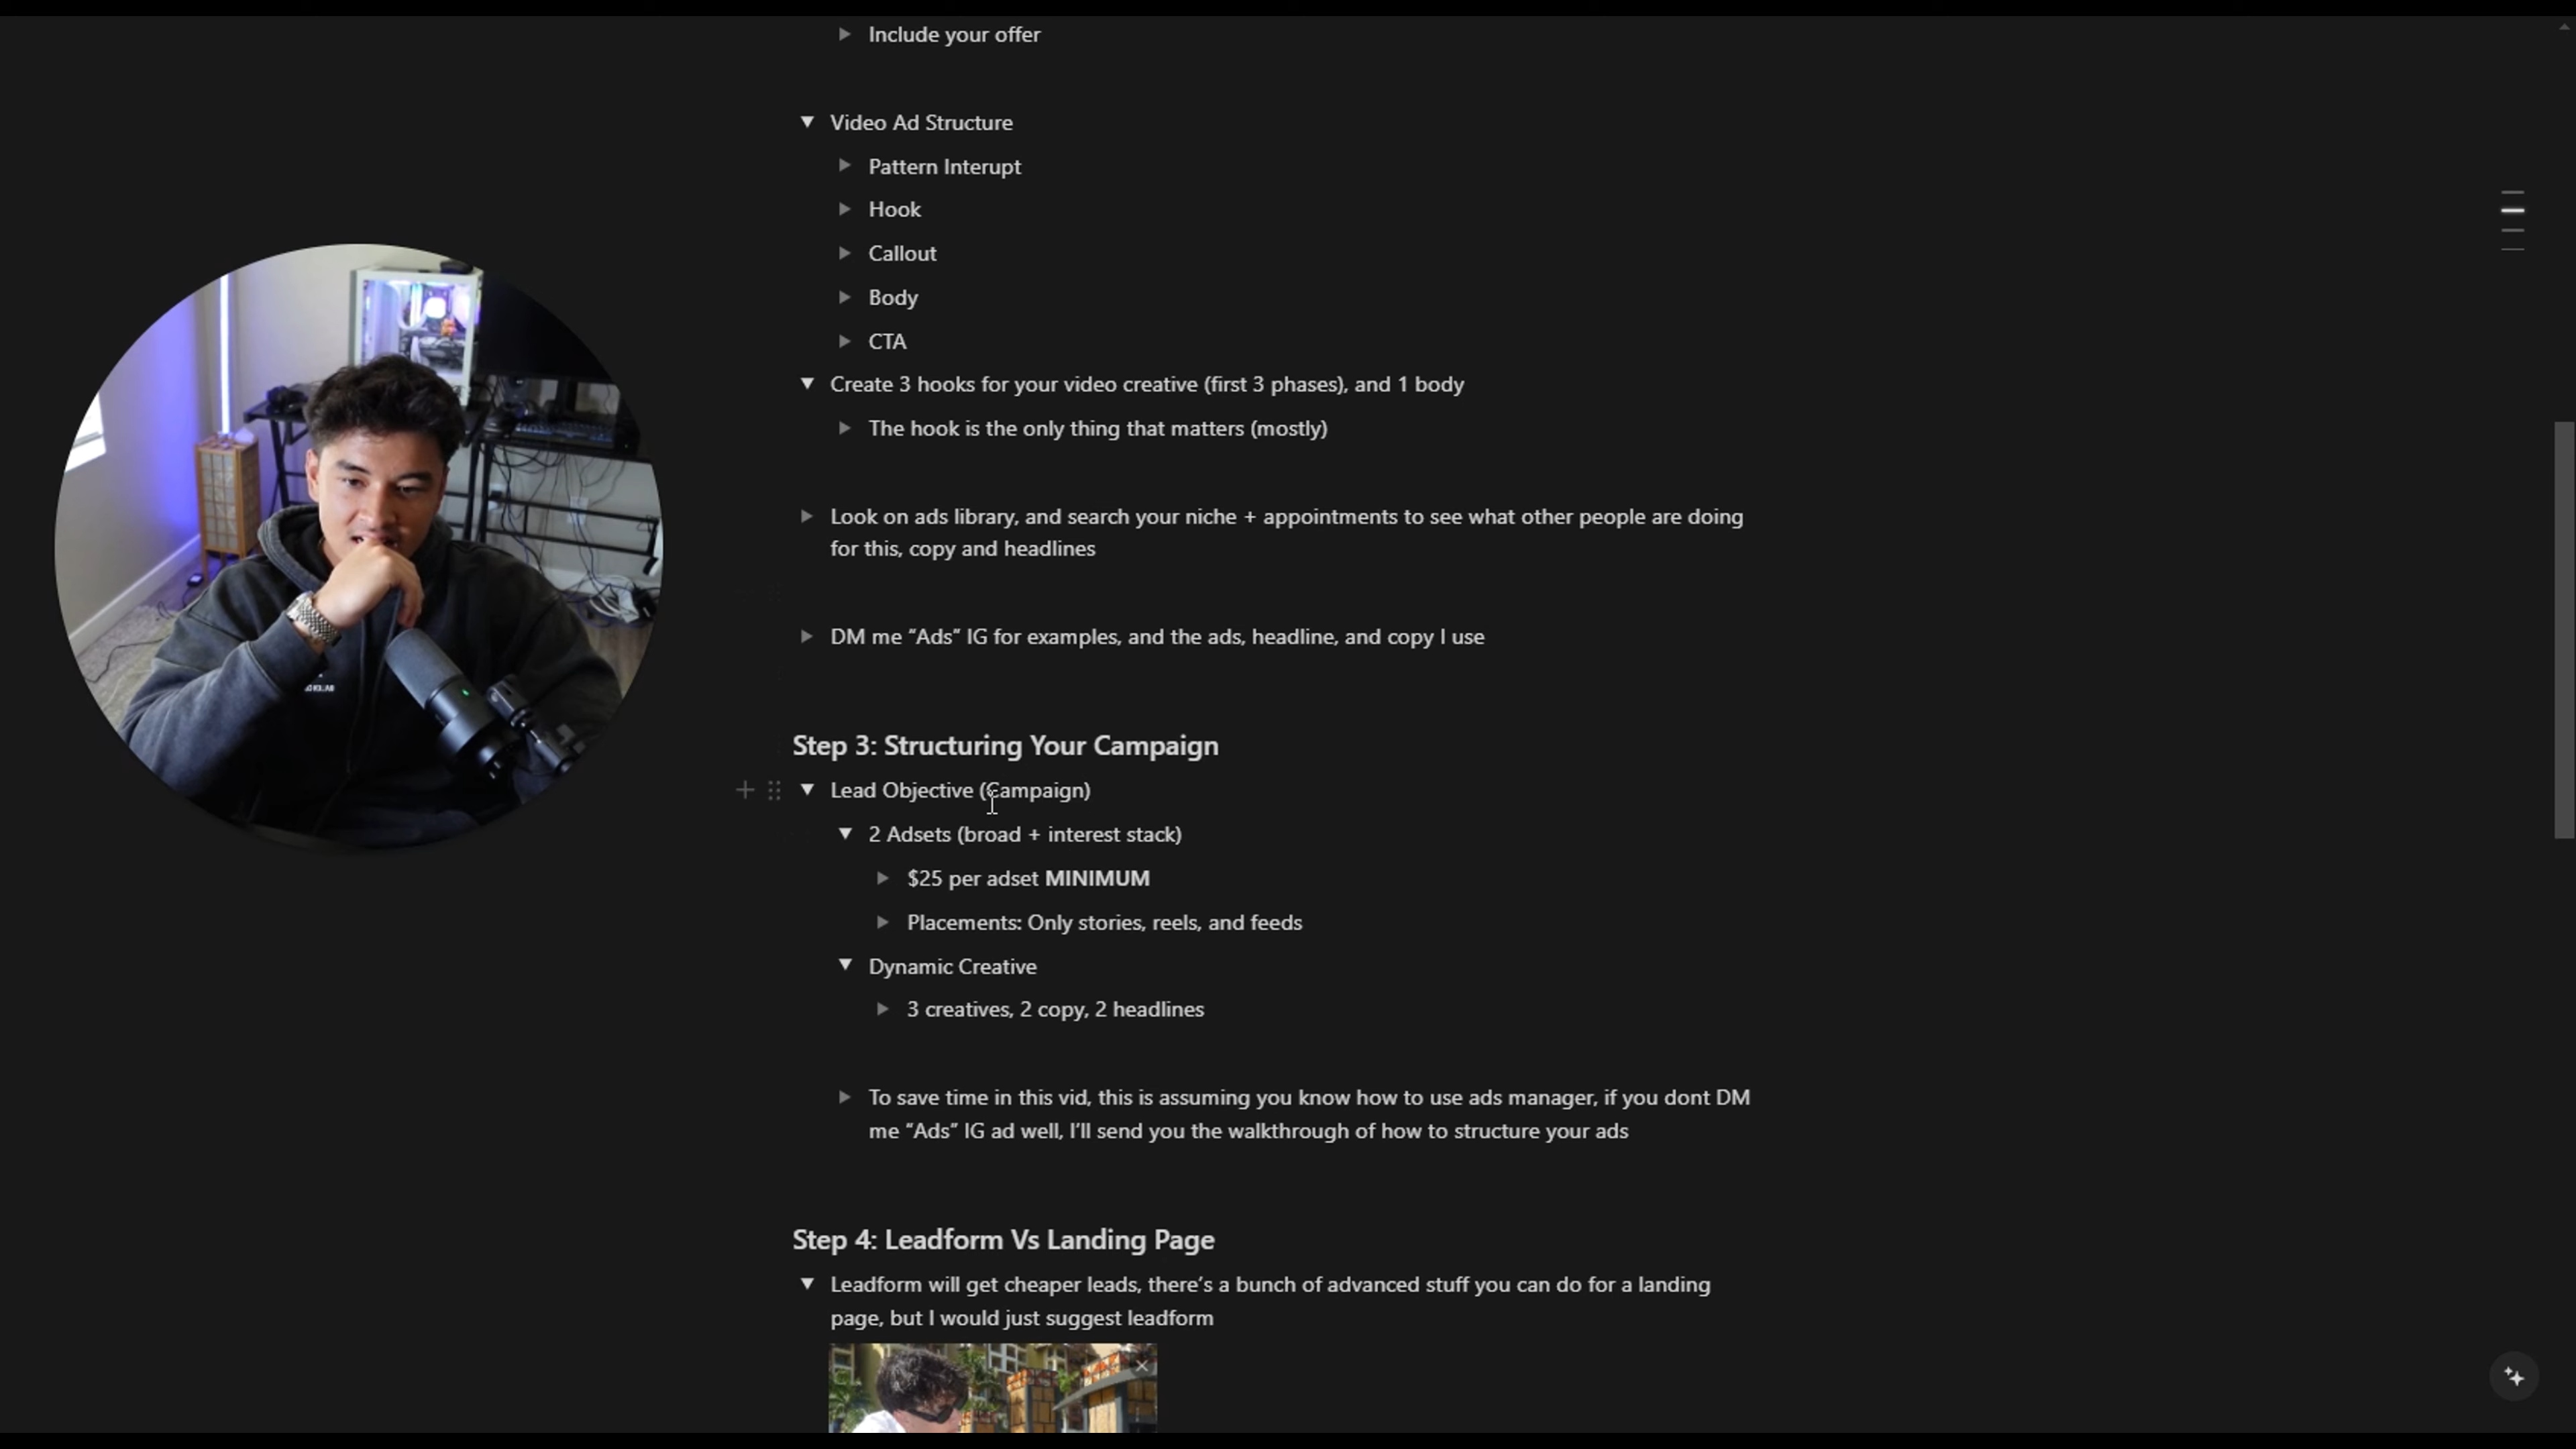 Include your offer
Video Ad Structure
Pattern Interupt
Hook
Callout
Body
CTA
Create 3 hooks for your video creative (first 3 phases), and 1 body
The hook is the only thing that matters (mostly)
Look on ads library, and search your niche + appointments to see what other people are doing
for this, copy and headlines
DM me “Ads” IG for examples, and the ads, headline, and copy I use
Step 3: Structuring Your Campaign
Lead Objective (Campaign)
2 Adsets (broad + interest stack)
$25 per adset MINIMUM
Placements: Only stories, reels, and feeds
Dynamic Creative
3 creatives, 2 copy, 2 headlines
To save time in this vid, this is assuming you know how to use ads manager, if you dont DM
me “Ads” IG ad well, I’ll send you the walkthrough of how to structure your ads
Step 4: Leadform Vs Landing Page
Leadform will get cheaper leads, there’s a bunch of advanced stuff you can do for a landing
page, but I would just suggest leadform